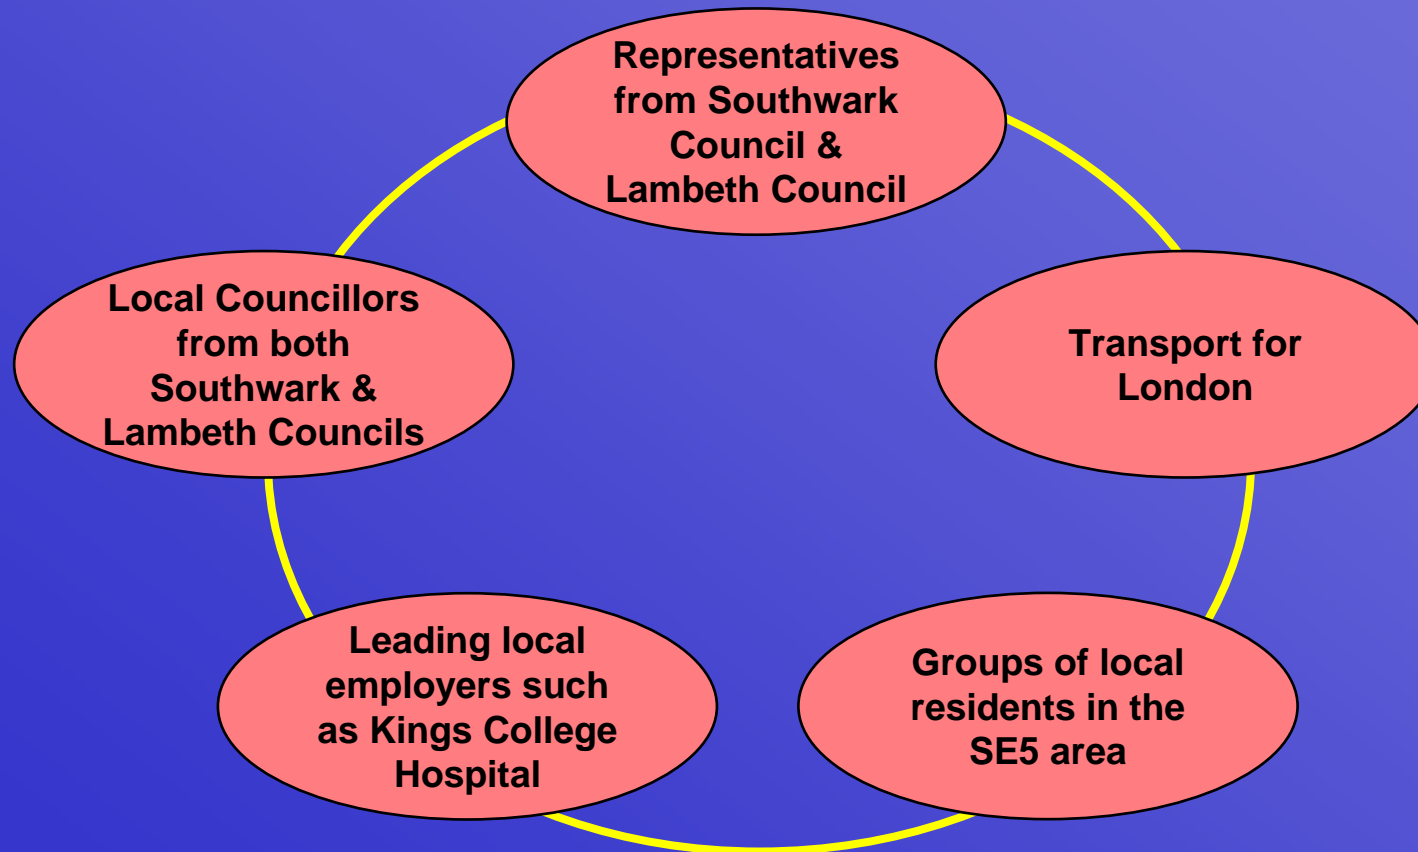 Representatives
from Southwark
Council &
Lambeth Council
Local Councillors
from both
Southwark &
Lambeth Councils
Transport for
London
Leading local
employers such
as Kings College
Hospital
Groups of local
residents in the
SE5 area